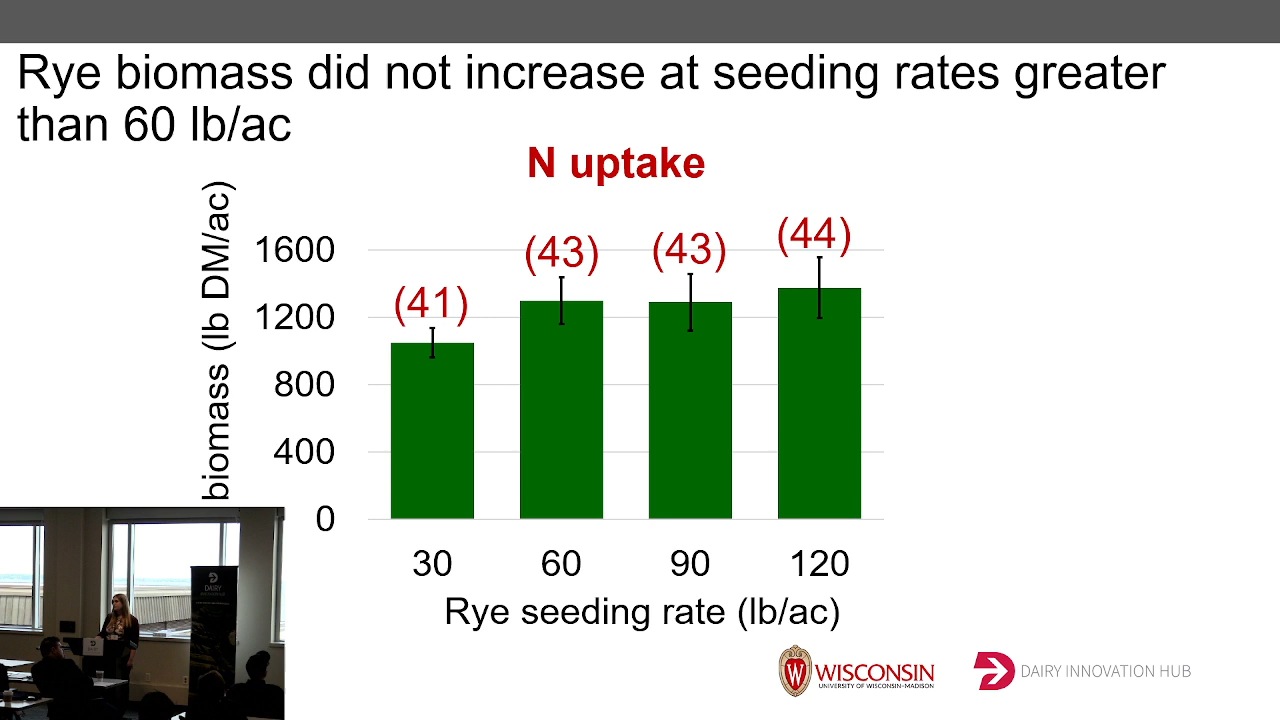 Rye biomass did not increase at seeding rates greater
than 60 lb/ac
N uptake
biomass (lb DM/ac)
1600
1200
800
400
0
(41)
(43)
(43)
(44)
30
60
90
120
Rye seeding rate (lb/ac)
DAIRY
W
WISCONSIN
UNIVERSITY OF WISCONSIN–MADISON
DAIRY INNOVATION HUB